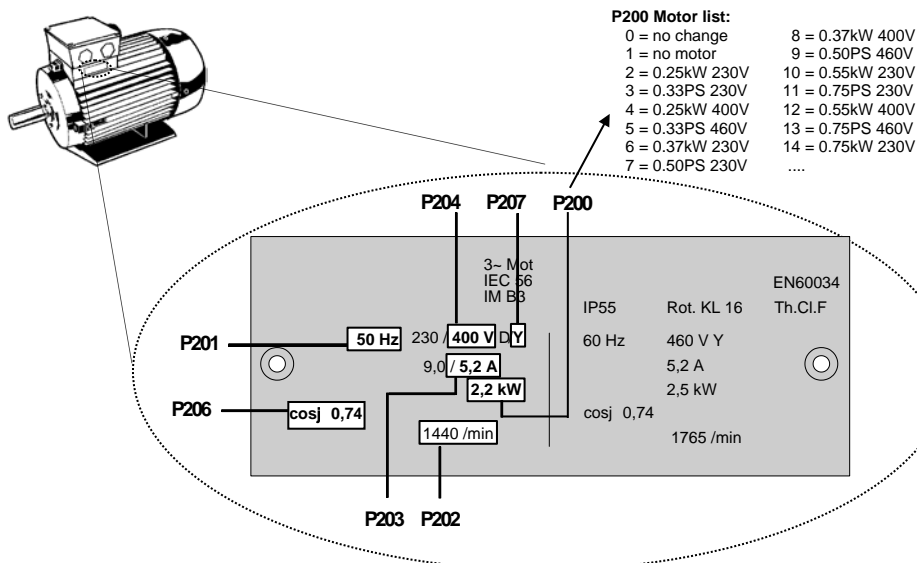 P200 Motor list:
0 = no change
1 = no motor
2 = 0.25kW 230V
3 = 0.33PS 230V
4 = 0.25kW 400V
5 = 0.33PS 460V
6 = 0.37kW 230V
7 = 0.50PS 230V
8 = 0.37kW 400V
9 = 0.50PS 460V
10 = 0.55kW 230V
11 = 0.75PS 230V
12 = 0.55kW 400V
13 = 0.75PS 460V
14 = 0.75kW 230V
....
P204 P207 P200
3~ Mot
IEC 56
IM B3
EN60034
IP55 Rot. KL 16 Th.Cl.F
P201
50 Hz 230 / 400 V D Y 60 Hz 460 V Y
9,0 / 5,2 A 5,2 A
2,2 kW 2,5 kW
P206
cosj 0,74 cosj 0,74
1440 /min 1765 /min
P203 P202